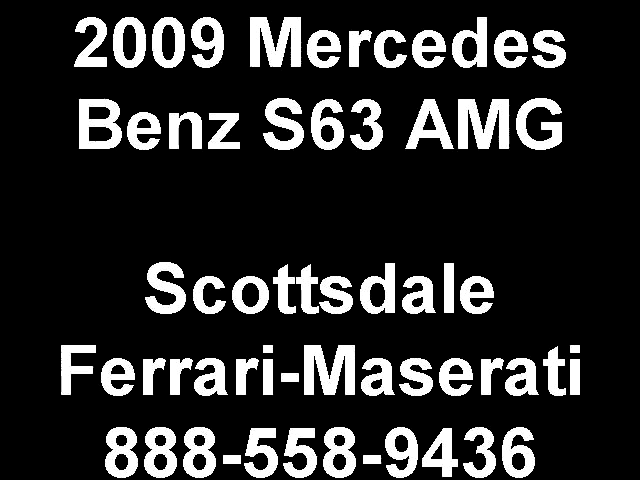 2009 Mercedes
Benz S63 AMG
Scottsdale
Ferrari-Maserati
888-558-9436